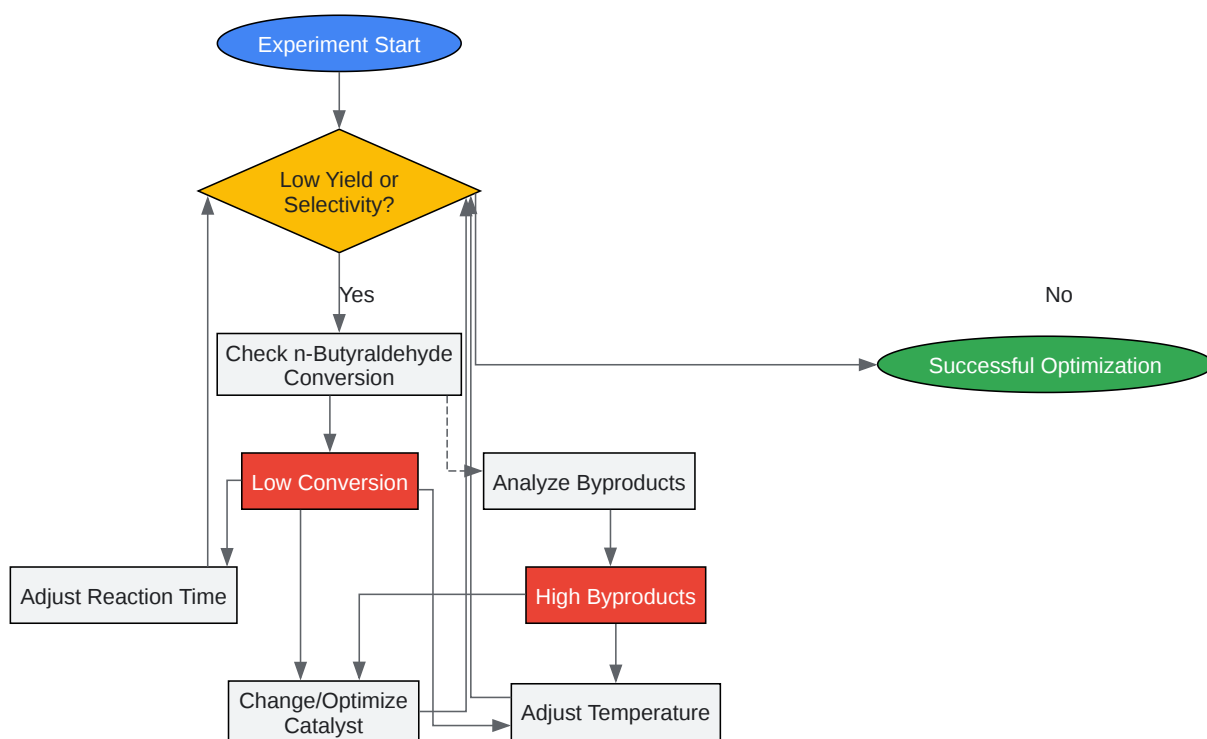 Experiment Start
Low Yield or
Selectivity?
Yes
No
Check n-Butyraldehyde
Conversion
Successful Optimization
Low Conversion
Analyze Byproducts
Adjust Reaction Time
High Byproducts
Change/Optimize
Catalyst
Adjust Temperature